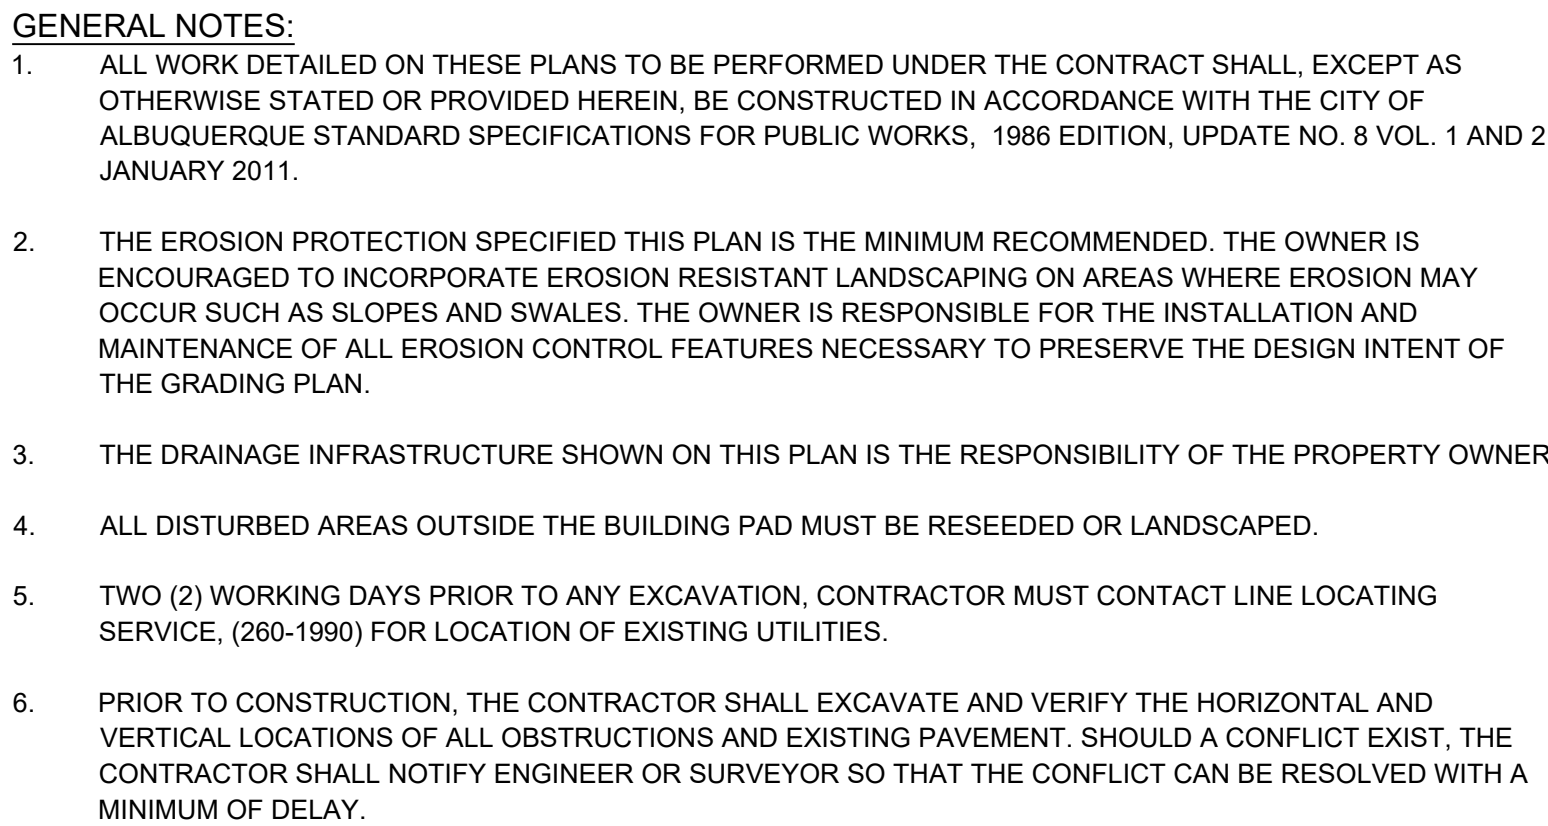 GENERAL NOTES:
1. ALL WORK DETAILED ON THESE PLANS TO BE PERFORMED UNDER THE CONTRACT SHALL, EXCEPT AS
OTHERWISE STATED OR PROVIDED HEREIN, BE CONSTRUCTED IN ACCORDANCE WITH THE CITY OF
ALBUQUERQUE STANDARD SPECIFICATIONS FOR PUBLIC WORKS, 1986 EDITION, UPDATE NO. 8 VOL. 1 AND 2
JANUARY 2011.
2. THE EROSION PROTECTION SPECIFIED THIS PLAN IS THE MINIMUM RECOMMENDED. THE OWNER IS
ENCOURAGED TO INCORPORATE EROSION RESISTANT LANDSCAPING ON AREAS WHERE EROSION MAY
OCCUR SUCH AS SLOPES AND SWALES. THE OWNER IS RESPONSIBLE FOR THE INSTALLATION AND
MAINTENANCE OF ALL EROSION CONTROL FEATURES NECESSARY TO PRESERVE THE DESIGN INTENT OF
THE GRADING PLAN.
3. THE DRAINAGE INFRASTRUCTURE SHOWN ON THIS PLAN IS THE RESPONSIBILITY OF THE PROPERTY OWNER
4. ALL DISTURBED AREAS OUTSIDE THE BUILDING PAD MUST BE RESEEDED OR LANDSCAPED.
5. TWO (2) WORKING DAYS PRIOR TO ANY EXCAVATION, CONTRACTOR MUST CONTACT LINE LOCATING
SERVICE, (260-1990) FOR LOCATION OF EXISTING UTILITIES.
6. PRIOR TO CONSTRUCTION, THE CONTRACTOR SHALL EXCAVATE AND VERIFY THE HORIZONTAL AND
VERTICAL LOCATIONS OF ALL OBSTRUCTIONS AND EXISTING PAVEMENT. SHOULD A CONFLICT EXIST, THE
CONTRACTOR SHALL NOTIFY ENGINEER OR SURVEYOR SO THAT THE CONFLICT CAN BE RESOLVED WITH A
MINIMUM OF DELAY.